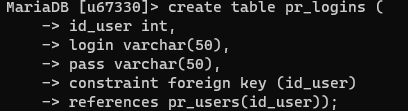 MariaDB [u67330]> create table pr_logins (
    -> id_user int,
    -> login varchar(50),
    -> pass varchar(50),
    -> constraint foreign key (id_user)
    -> references pr_users(id_user));